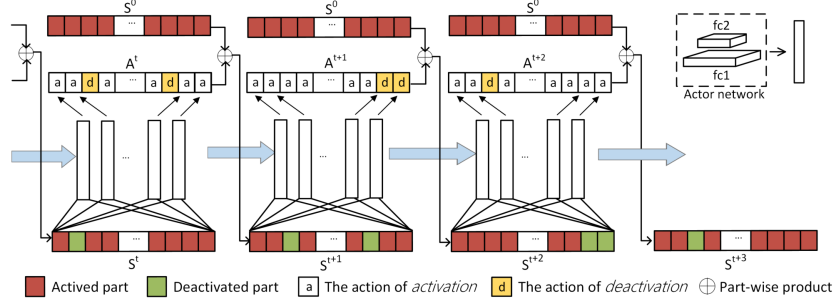 S⁰ S⁰ S⁰
Aᵗ Aᵗ⁺¹ Aᵗ⁺²
a a d a ... a d a a
a a a a ... a a d d
a a d a ... a a a a
fc2
fc1
Actor network
... ... ...
Sᵗ Sᵗ⁺¹ Sᵗ⁺² Sᵗ⁺³
Actived part Deactivated part a The action of activation d The action of deactivation Part-wise product